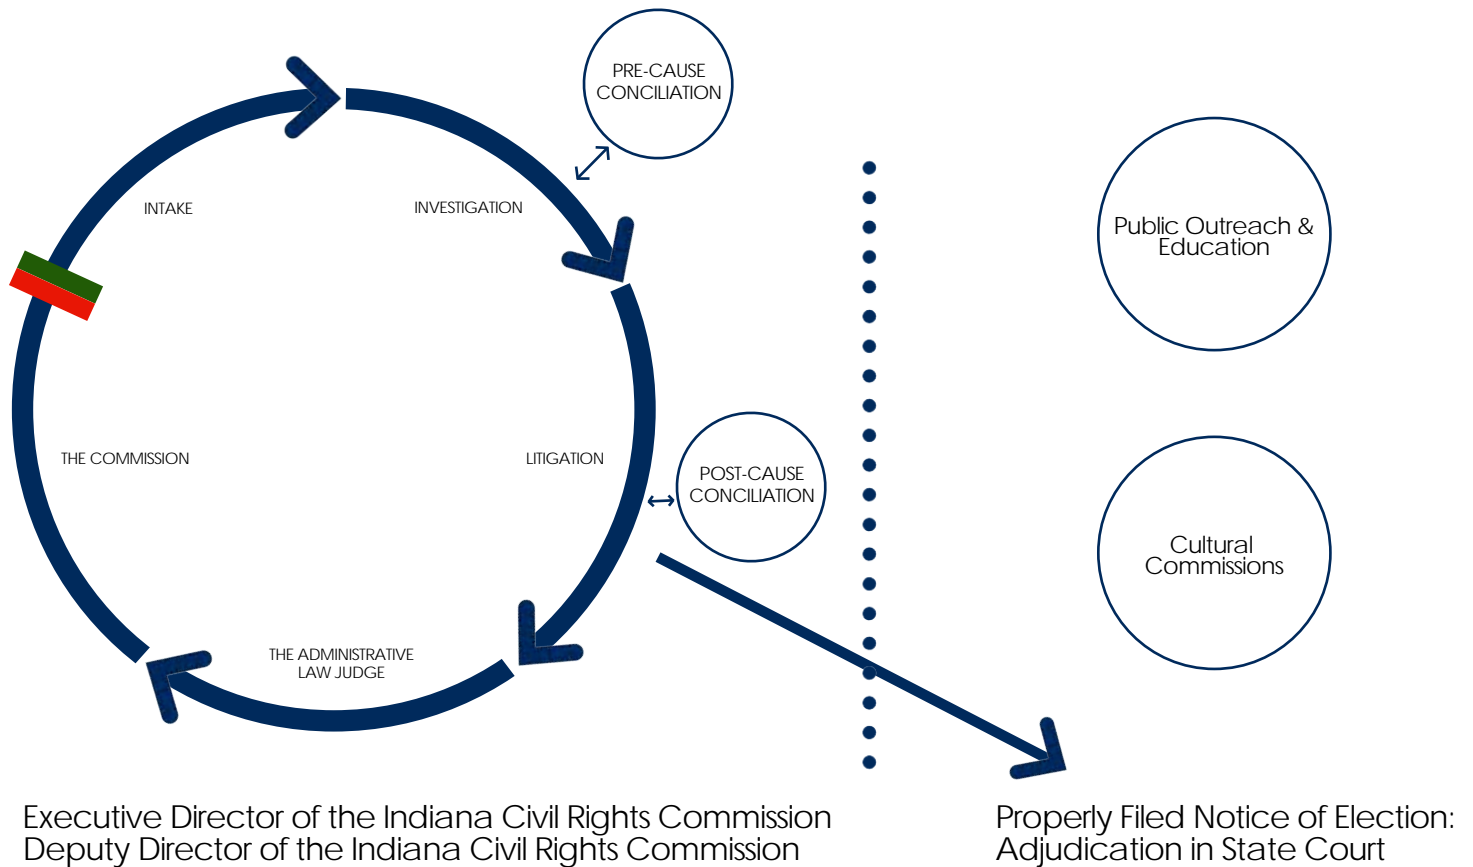 PRE-CAUSE
CONCILIATION
INTAKE
INVESTIGATION
Public Outreach &
Education
THE COMMISSION
LITIGATION
POST-CAUSE
CONCILIATION
Cultural
Commissions
THE ADMINISTRATIVE
LAW JUDGE
Executive Director of the Indiana Civil Rights Commission
Deputy Director of the Indiana Civil Rights Commission
Properly Filed Notice of Election:
Adjudication in State Court